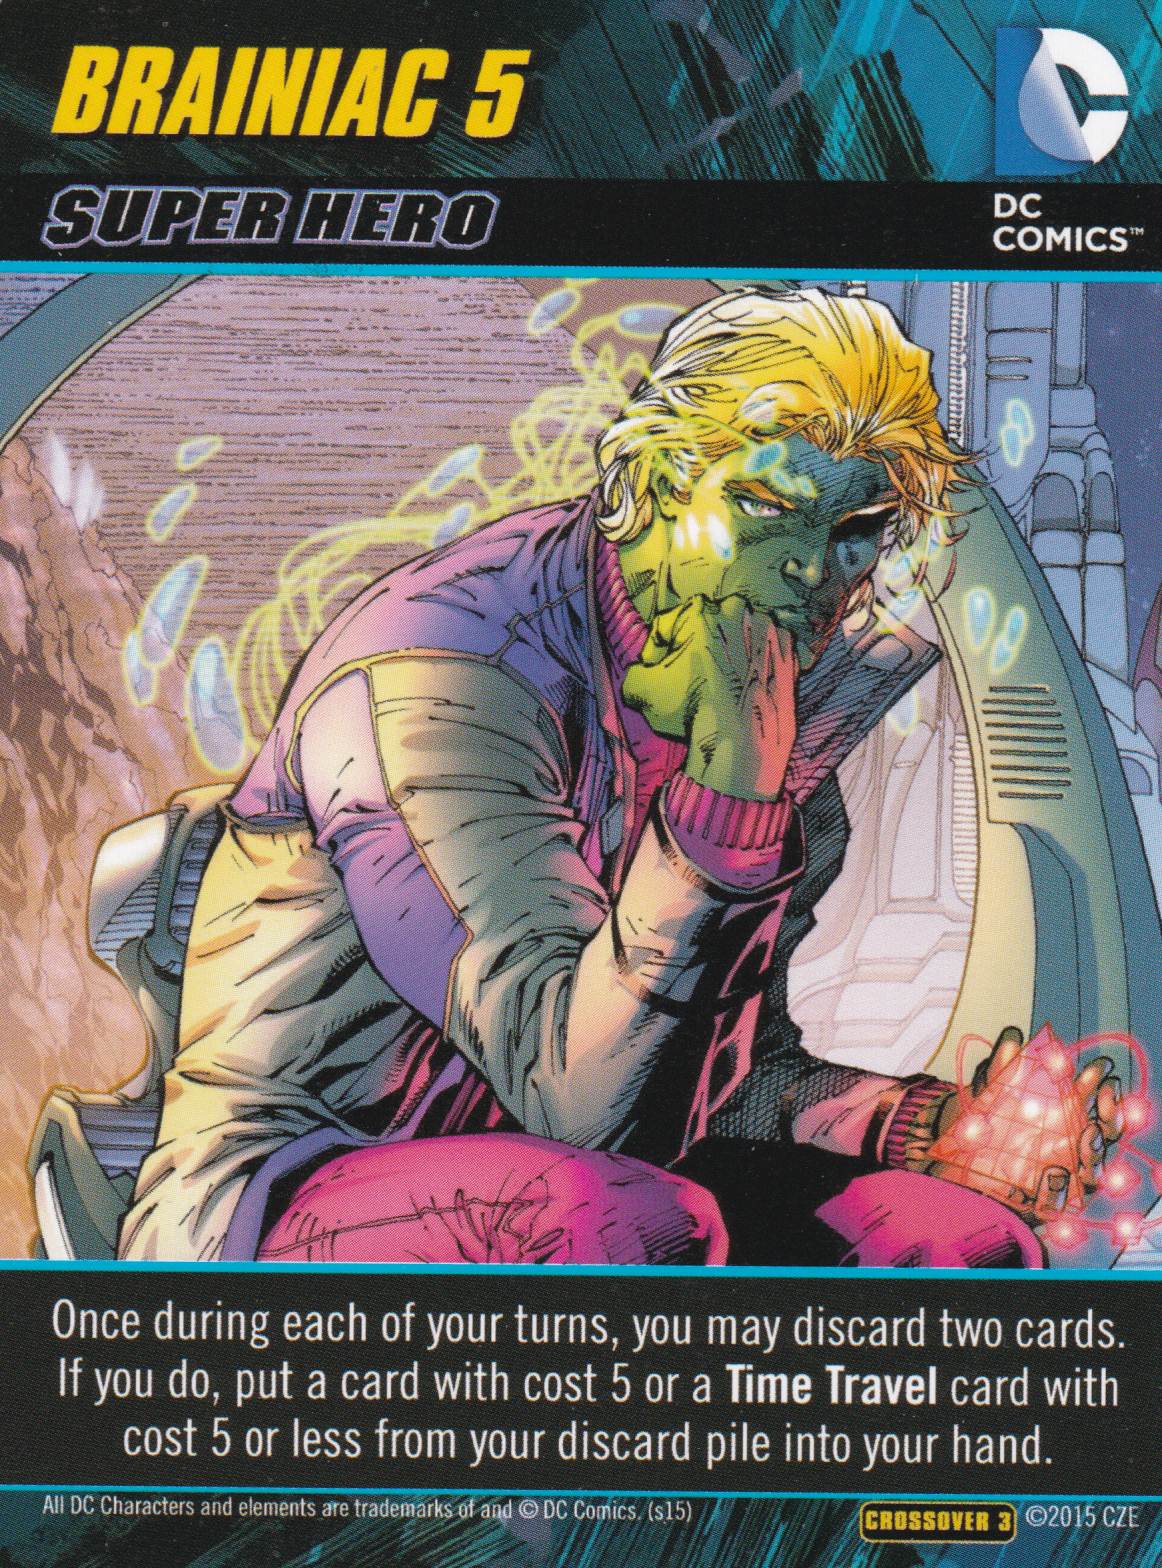 BRAINIAC 5
SUPER HERO
DC
COMICS™
Once during each of your turns, you may discard two cards.
If you do, put a card with cost 5 or a Time Travel card with
cost 5 or less from your discard pile into your hand.
All DC Characters and elements are trademarks of and © DC Comics. (s15)
CROSSOVER 3 ©2015 CZE